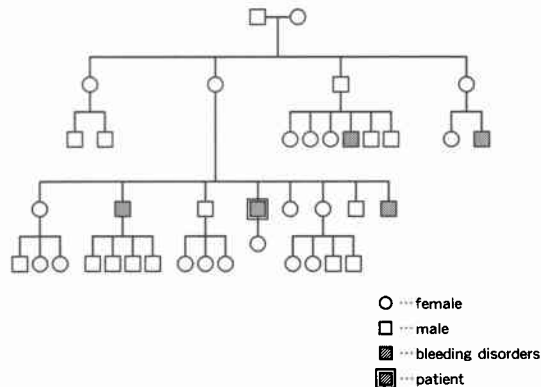 ··· female
··· male
··· bleeding disorders
··· patient